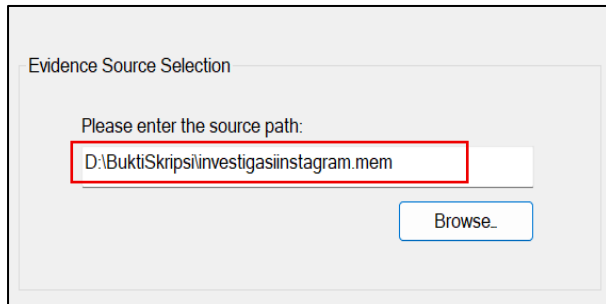 Evidence Source Selection
Please enter the source path:
D:\BuktiSkripsi\investigasiinstagram.mem
Browse...